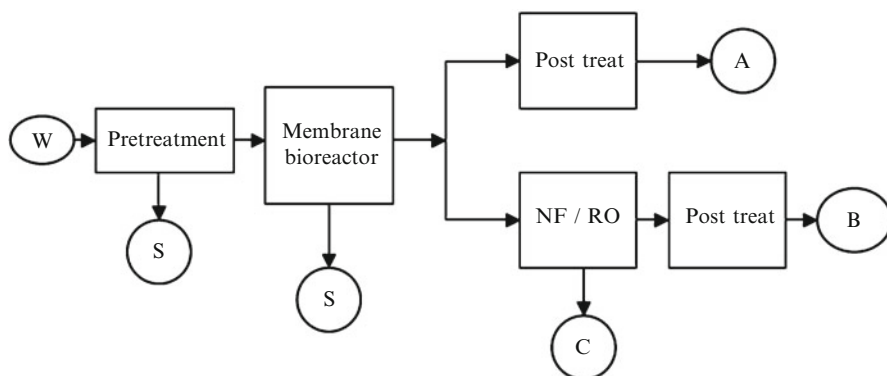 Post treat
A
W
Pretreatment
Membrane
bioreactor
S
S
NF / RO
Post treat
B
C